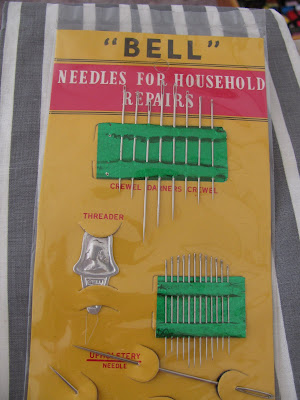 "BELL"
NEEDLES FOR HOUSEHOLD
REPAIRS
CREWEL DARNERS CREWEL
THREADER
UPHOLSTERY
NEEDLE